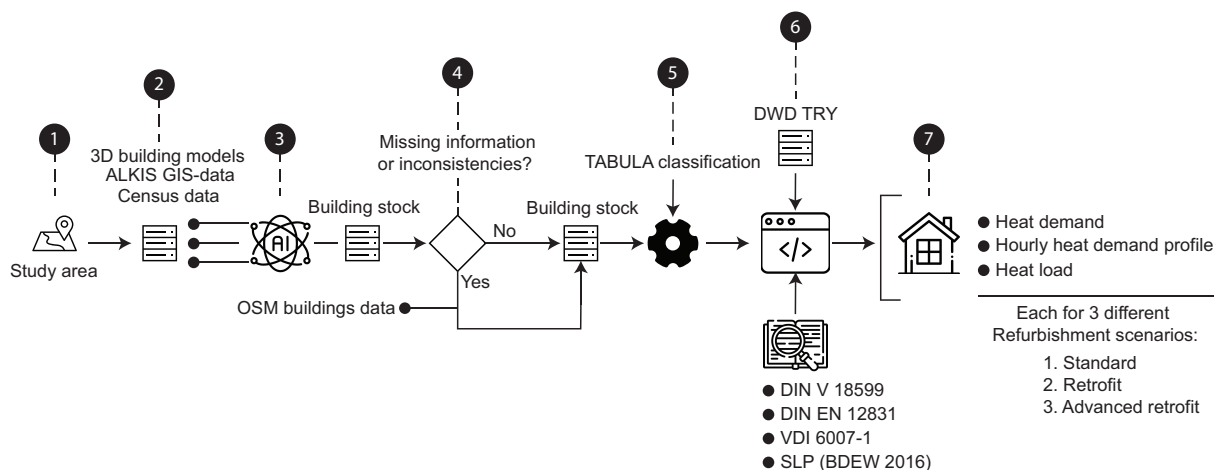 1
2
3
4
5
6
7
3D building models
ALKIS GIS-data
Census data
Study area
AI
Building stock
Missing information
or inconsistencies?
No
Yes
OSM buildings data
Building stock
TABULA classification
DWD TRY
</>
DIN V 18599
DIN EN 12831
VDI 6007-1
SLP (BDEW 2016)
Heat demand
Hourly heat demand profile
Heat load
Each for 3 different
Refurbishment scenarios:
1. Standard
2. Retrofit
3. Advanced retrofit